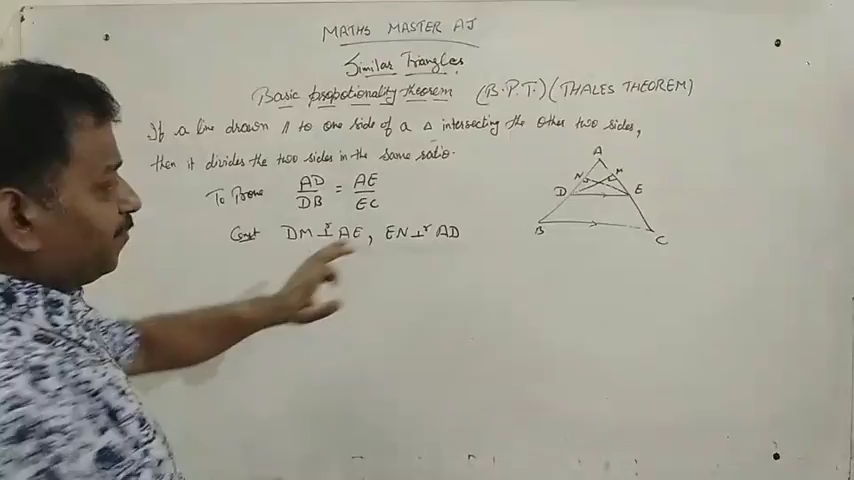 MATHS MASTER AJ
Similar Triangles
Basic propotionality theorem (B.P.T.) (THALES THEOREM)
If a line drawn // to one side of a △ intersecting the other two sides,
then it divides the two sides in the same ratio.
To Prove AD/DB = AE/EC
Const DM⊥r AE, EN⊥r AD
A
N M
D E
B
C